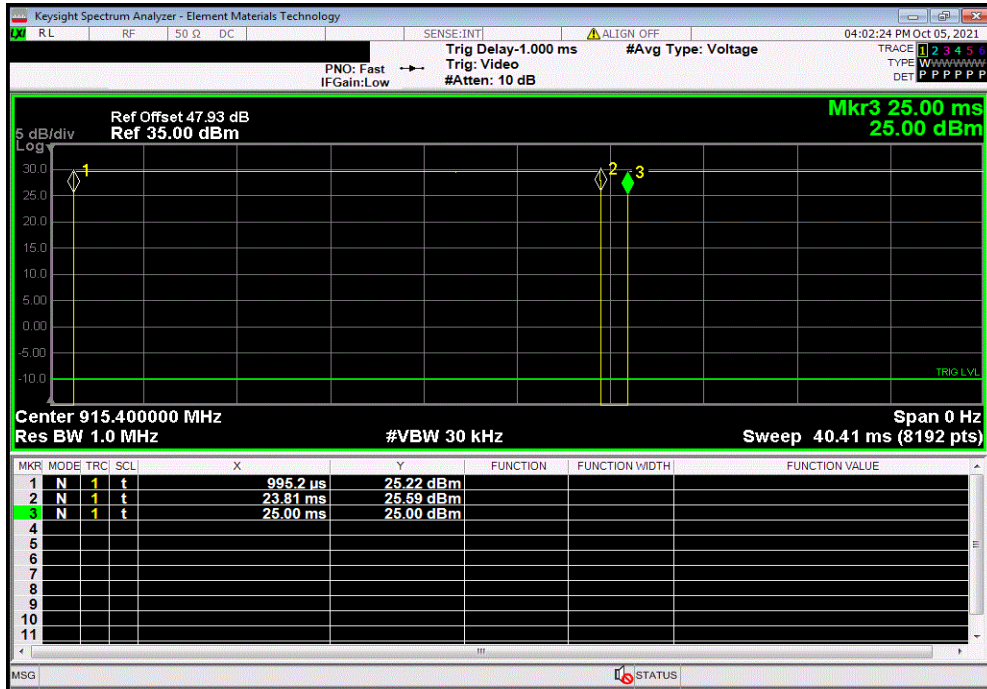 Keysight Spectrum Analyzer - Element Materials Technology
LXI RL RF 50 Ω DC SENSE:INT ALIGN OFF 04:02:24 PM Oct 05, 2021
Trig Delay-1.000 ms #Avg Type: Voltage TRACE 1 2 3 4 5 6
PNO: Fast Trig: Video TYPE WWWWWW
IFGain:Low #Atten: 10 dB DET P P P P P P
Mkr3 25.00 ms
25.00 dBm
Ref Offset 47.93 dB
5 dB/div Ref 35.00 dBm
Log
1 2 3
30.0
25.0
20.0
15.0
10.0
5.00
0.00
-5.00
-10.0 TRIG LVL
Center 915.400000 MHz Span 0 Hz
Res BW 1.0 MHz #VBW 30 kHz Sweep 40.41 ms (8192 pts)
MKR MODE TRC SCL X Y FUNCTION FUNCTION WIDTH FUNCTION VALUE
1 N 1 t 995.2 µs 25.22 dBm
2 N 1 t 23.81 ms 25.59 dBm
3 N 1 t 25.00 ms 25.00 dBm
4
5
6
7
8
9
10
11
MSG STATUS